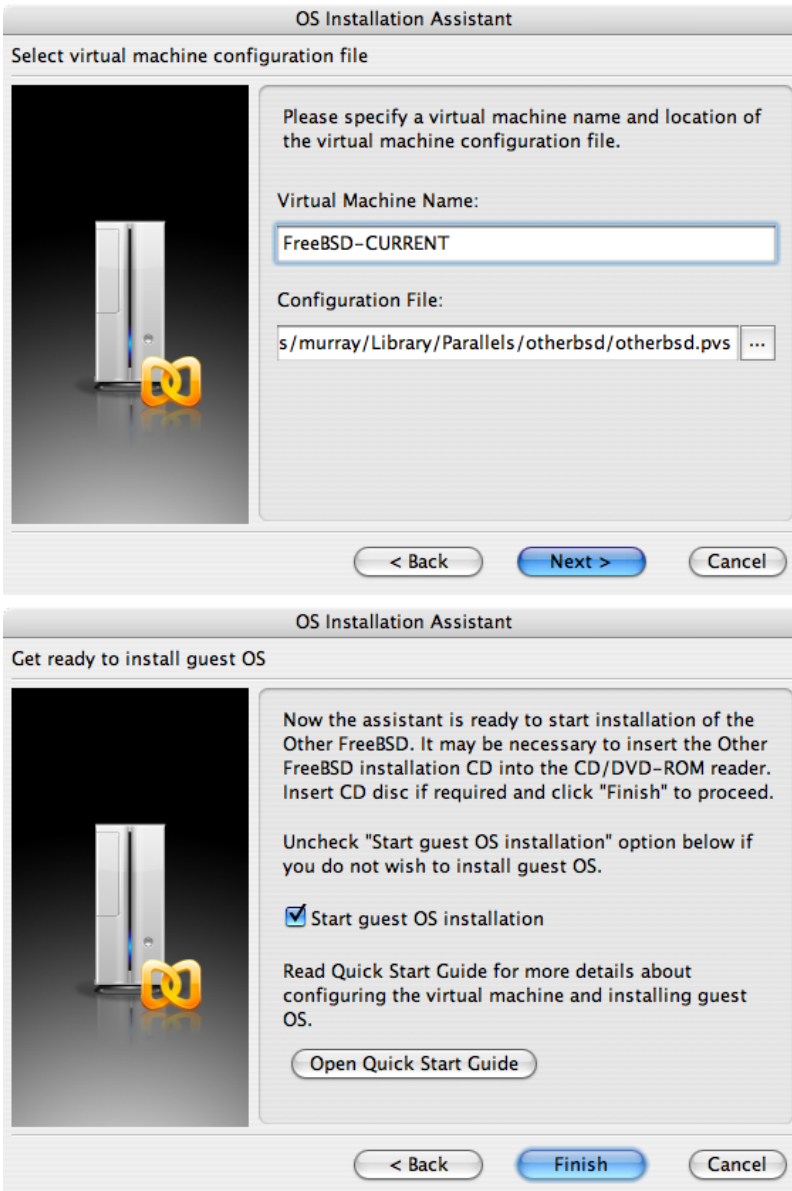 OS Installation Assistant
Select virtual machine configuration file
Please specify a virtual machine name and location of
the virtual machine configuration file.
Virtual Machine Name:
FreeBSD-CURRENT
Configuration File:
s/murray/Library/Parallels/otherbsd/otherbsd.pvs ...
< Back Next > Cancel
OS Installation Assistant
Get ready to install guest OS
Now the assistant is ready to start installation of the
Other FreeBSD. It may be necessary to insert the Other
FreeBSD installation CD into the CD/DVD-ROM reader.
Insert CD disc if required and click "Finish" to proceed.
Uncheck "Start guest OS installation" option below if
you do not wish to install guest OS.
Start guest OS installation
Read Quick Start Guide for more details about
configuring the virtual machine and installing guest
OS.
Open Quick Start Guide
< Back Finish Cancel